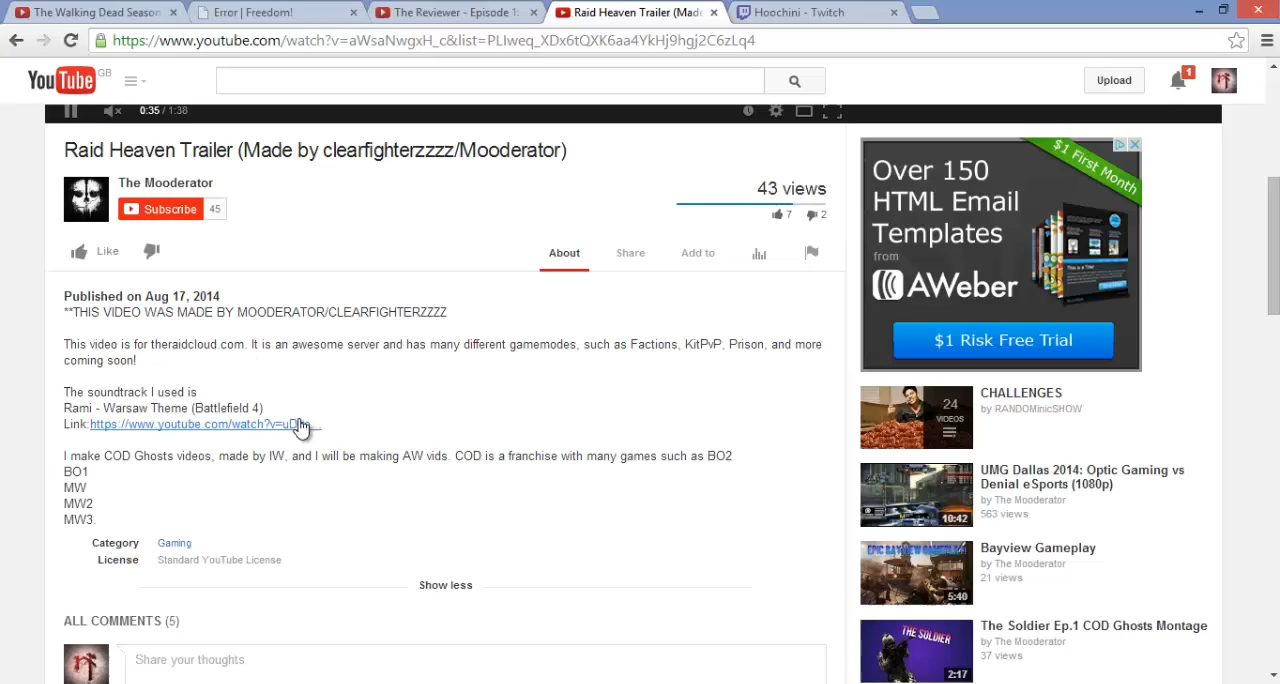 The Walking Dead Season
Error | Freedom!
The Reviewer - Episode 1:
Raid Heaven Trailer (Made
Hoochini - Twitch
https://www.youtube.com/watch?v=aWsaNwgxH_c&list=PLIweq_XDx6tQXK6aa4YkHj9hgj2C6zLq4
YouTube GB
Upload
1
0:35 / 1:38
Raid Heaven Trailer (Made by clearfighterzzzz/Mooderator)
The Mooderator
Subscribe 45
43 views
7 2
Like
About Share Add to
Published on Aug 17, 2014
**THIS VIDEO WAS MADE BY MOODERATOR/CLEARFIGHTERZZZZ
This video is for theraidcloud.com. It is an awesome server and has many different gamemodes, such as Factions, KitPvP, Prison, and more
coming soon!
The soundtrack I used is
Rami - Warsaw Theme (Battlefield 4)
Link:https://www.youtube.com/watch?v=uD
I make COD Ghosts videos, made by IW, and I will be making AW vids. COD is a franchise with many games such as BO2
BO1
MW
MW2
MW3.
Category Gaming
License Standard YouTube License
Show less
ALL COMMENTS (5)
Share your thoughts
$1 First Month
Over 150
HTML Email
Templates
from
AWeber
$1 Risk Free Trial
24
VIDEOS
CHALLENGES
by RANDOMinicSHOW
10:42
UMG Dallas 2014: Optic Gaming vs
Denial eSports (1080p)
by The Mooderator
563 views
EPIC BAYVIEW GAMEPLAY
5:40
Bayview Gameplay
by The Mooderator
21 views
THE SOLDIER
2:17
The Soldier Ep.1 COD Ghosts Montage
by The Mooderator
37 views